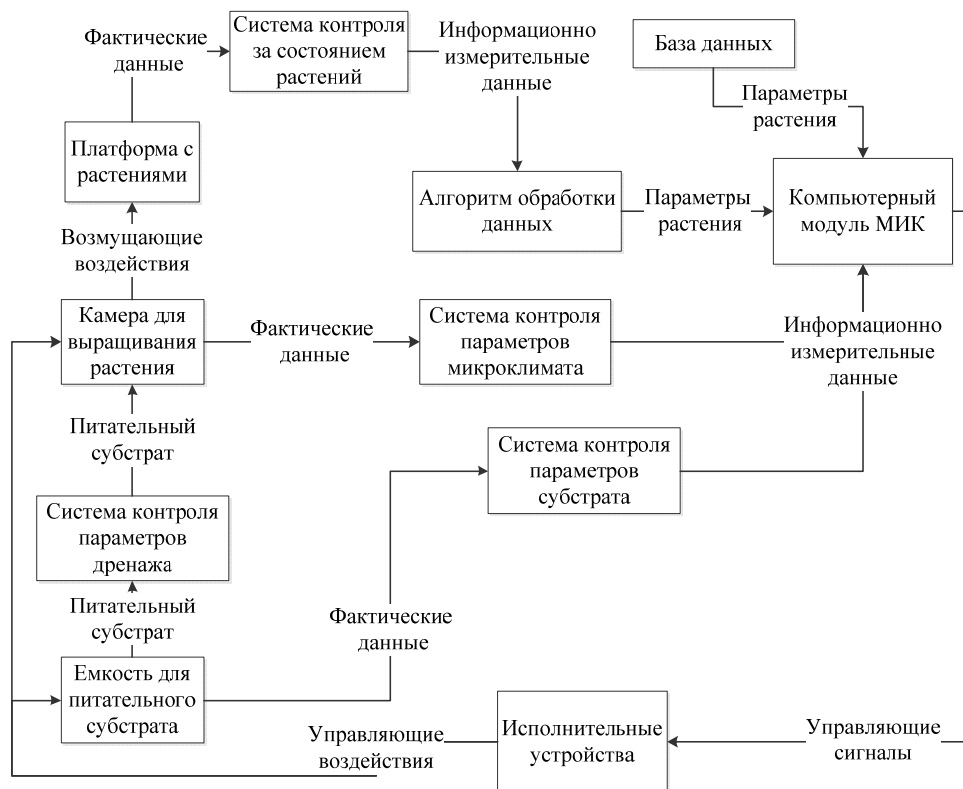 Фактические
данные
Система контроля
за состоянием
растений
Информационно
измерительные
данные
База данных
Параметры
растения
Платформа с
растениями
Алгоритм обработки
данных
Параметры
растения
Компьютерный
модуль МИК
Возмущающие
воздействия
Камера для
выращивания
растения
Фактические
данные
Система контроля
параметров
микроклимата
Информационно
измерительные
данные
Питательный
субстрат
Система контроля
параметров
субстрата
Система контроля
параметров
дренажа
Питательный
субстрат
Фактические
данные
Емкость для
питательного
субстрата
Управляющие
воздействия
Исполнительные
устройства
Управляющие
сигналы